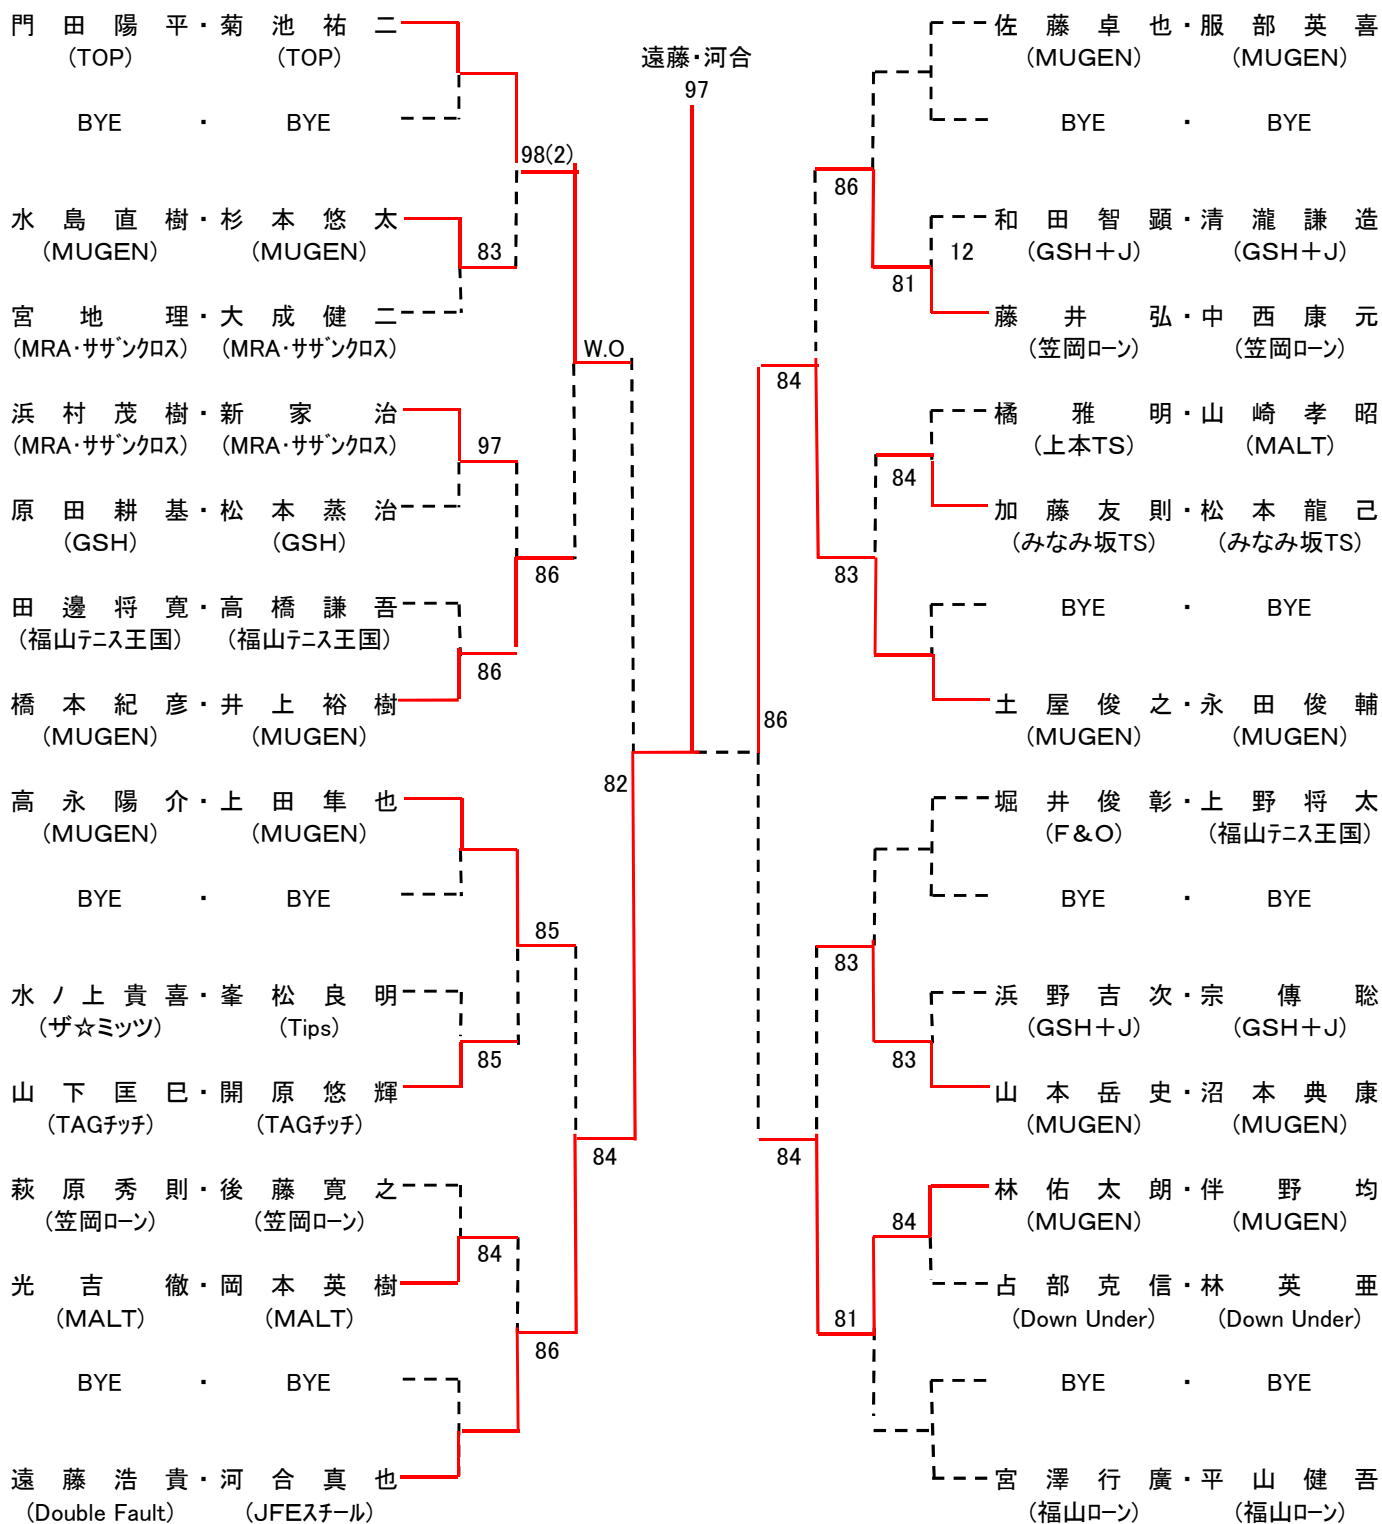 門田陽平・菊池祐二
(TOP) (TOP)
BYE ・ BYE
98(2)
水島直樹・杉本悠太
(MUGEN) (MUGEN)
83
宮地理・大成健二
(MRA・サザンクロス) (MRA・サザンクロス)
W.O
浜村茂樹・新家治
(MRA・サザンクロス) (MRA・サザンクロス)
97
原田耕基・松本蒸治
(GSH) (GSH)
86
田邊将寛・高橋謙吾
(福山テニス王国) (福山テニス王国)
86
橋本紀彦・井上裕樹
(MUGEN) (MUGEN)
82
高永陽介・上田隼也
(MUGEN) (MUGEN)
BYE ・ BYE
85
水ノ上貴喜・峯松良明
(ザ☆ミッツ) (Tips)
85
山下匡巳・開原悠輝
(TAGチッチ) (TAGチッチ)
84
萩原秀則・後藤寛之
(笠岡ローン) (笠岡ローン)
84
光吉徹・岡本英樹
(MALT) (MALT)
86
BYE ・ BYE
遠藤浩貴・河合真也
(Double Fault) (JFEスチール)
遠藤・河合
97
佐藤卓也・服部英喜
(MUGEN) (MUGEN)
BYE ・ BYE
86
和田智顕・清瀧謙造
12 (GSH+J) (GSH+J)
81
藤井弘・中西康元
(笠岡ローン) (笠岡ローン)
84
橘雅明・山崎孝昭
(上本TS) (MALT)
84
加藤友則・松本龍己
(みなみ坂TS) (みなみ坂TS)
83
BYE ・ BYE
土屋俊之・永田俊輔
(MUGEN) (MUGEN)
86
堀井俊彰・上野将太
(F&O) (福山テニス王国)
BYE ・ BYE
83
浜野吉次・宗傳聡
(GSH+J) (GSH+J)
83
山本岳史・沼本典康
(MUGEN) (MUGEN)
84
林佑太朗・伴野均
84 (MUGEN) (MUGEN)
占部克信・林英亜
(Down Under) (Down Under)
81
BYE ・ BYE
宮澤行廣・平山健吾
(福山ローン) (福山ローン)